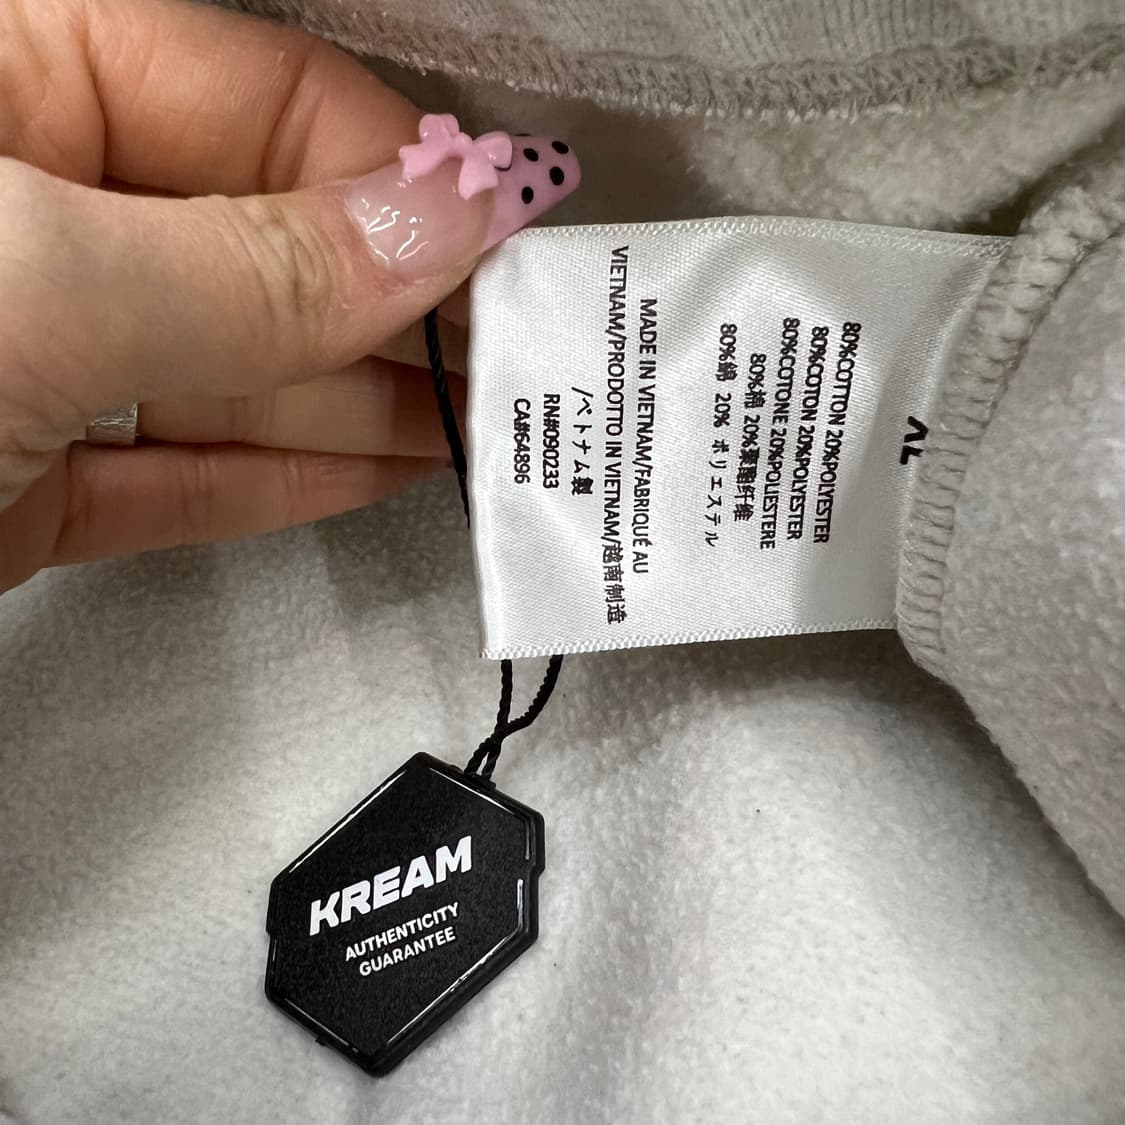 80%COTTON 20%POLYESTER
80%COTON 20%POLYESTER
80%COTONE 20%POLIESTERE
80%棉 20%聚酯纤维
80%綿 20% ポリエステル
MADE IN VIETNAM/FABRIQUÉ AU
VIETNAM/PRODOTTO IN VIETNAM/越南制造
/ベトナム製
RN#090233
CA#64896
KREAM
AUTHENTICITY
GUARANTEE